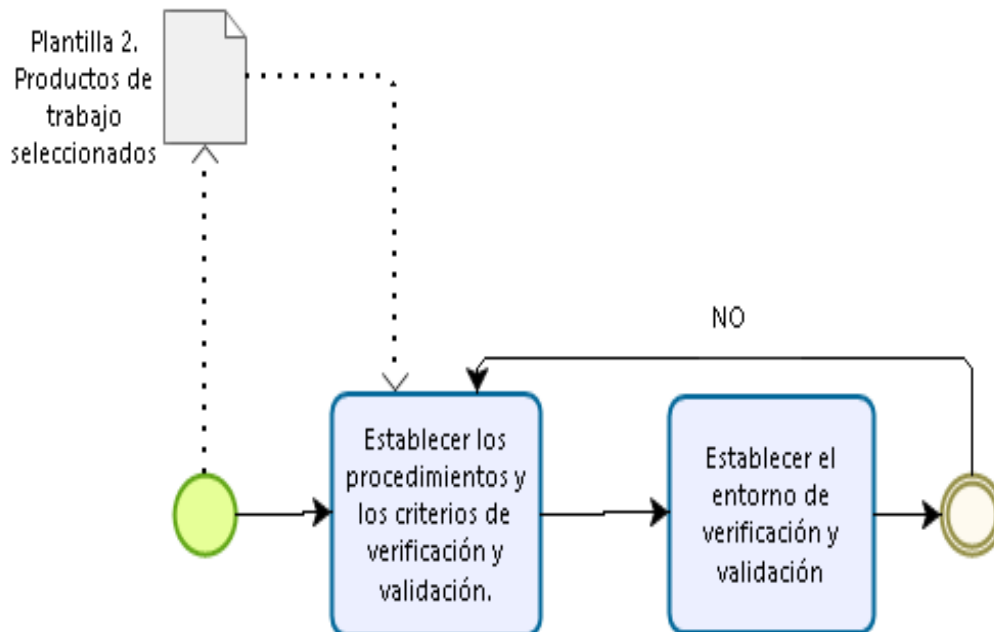 Plantilla 2.
Productos de
trabajo
seleccionados
NO
Establecer los
procedimientos y
los criterios de
verificación y
validación.
Establecer el
entorno de
verificación y
validación